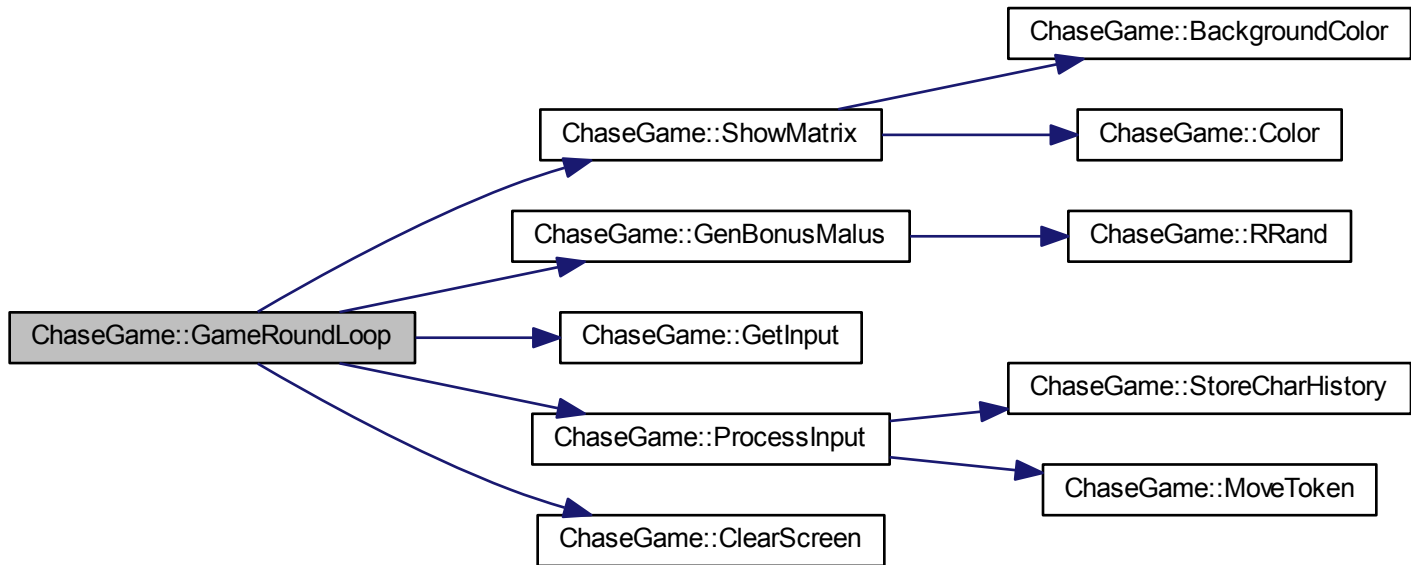 ChaseGame::BackgroundColor
ChaseGame::ShowMatrix
ChaseGame::Color
ChaseGame::GenBonusMalus
ChaseGame::RRand
ChaseGame::GameRoundLoop
ChaseGame::GetInput
ChaseGame::StoreCharHistory
ChaseGame::ProcessInput
ChaseGame::MoveToken
ChaseGame::ClearScreen